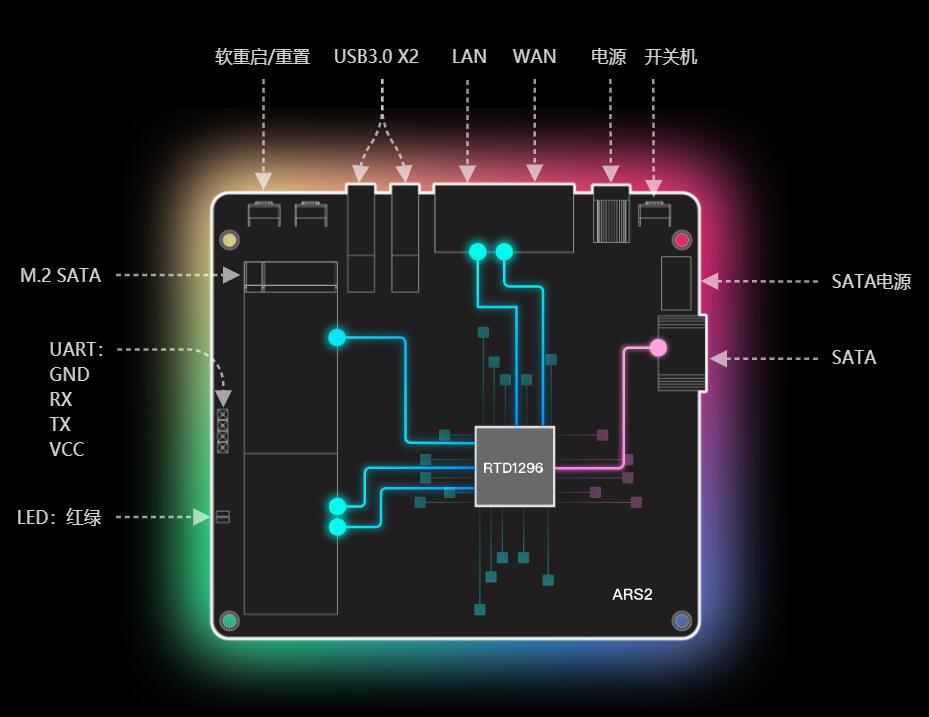 软重启/重置
USB3.0 X2
LAN
WAN
电源
开关机
M.2 SATA
SATA电源
UART:
GND
RX
TX
VCC
SATA
RTD1296
LED: 红绿
ARS2